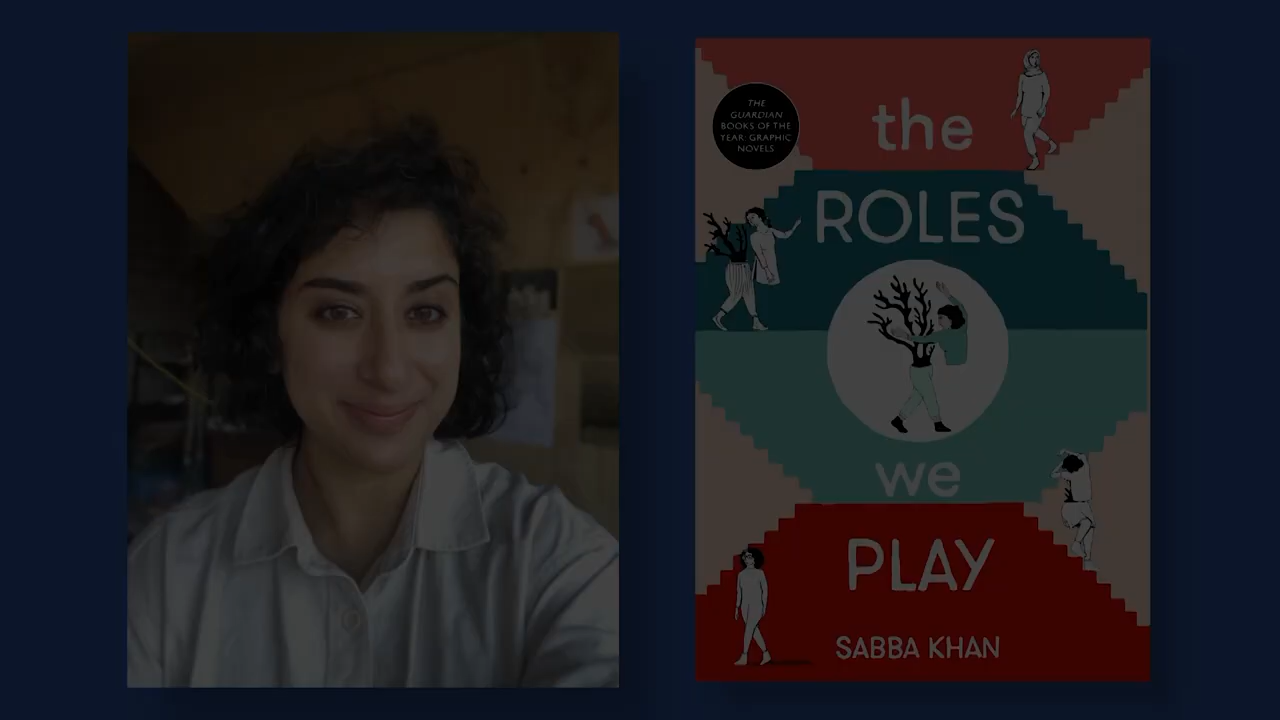 THE
GUARDIAN
BOOKS OF THE
YEAR: GRAPHIC
NOVELS
the
ROLES
we
PLAY
SABBA KHAN